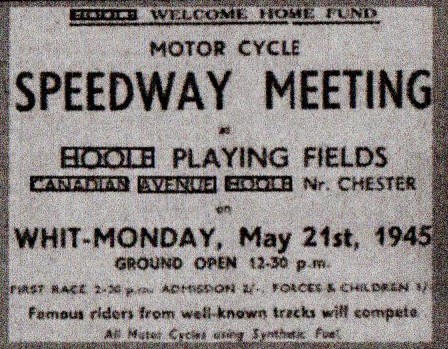 HOOLE WELCOME HOME FUND
MOTOR CYCLE
SPEEDWAY MEETING
at
HOOLE PLAYING FIELDS
CANADIAN AVENUE HOOLE Nr. CHESTER
on
WHIT-MONDAY, May 21st, 1945
GROUND OPEN 12-30 p.m.
FIRST RACE 2-30 p.m. ADMISSION 2/-. FORCES & CHILDREN 1/-
Famous riders from well-known tracks will compete
All Motor Cycles using Synthetic Fuel